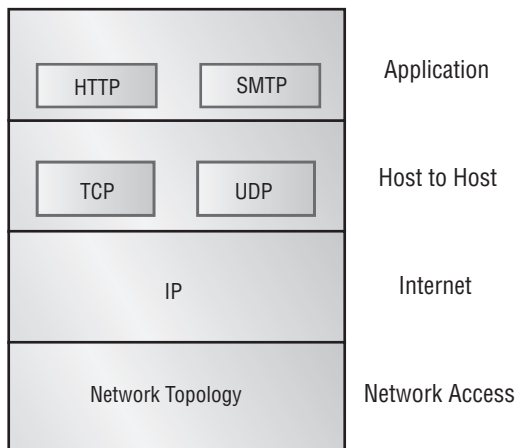 HTTP SMTP Application
TCP UDP Host to Host
IP Internet
Network Topology Network Access